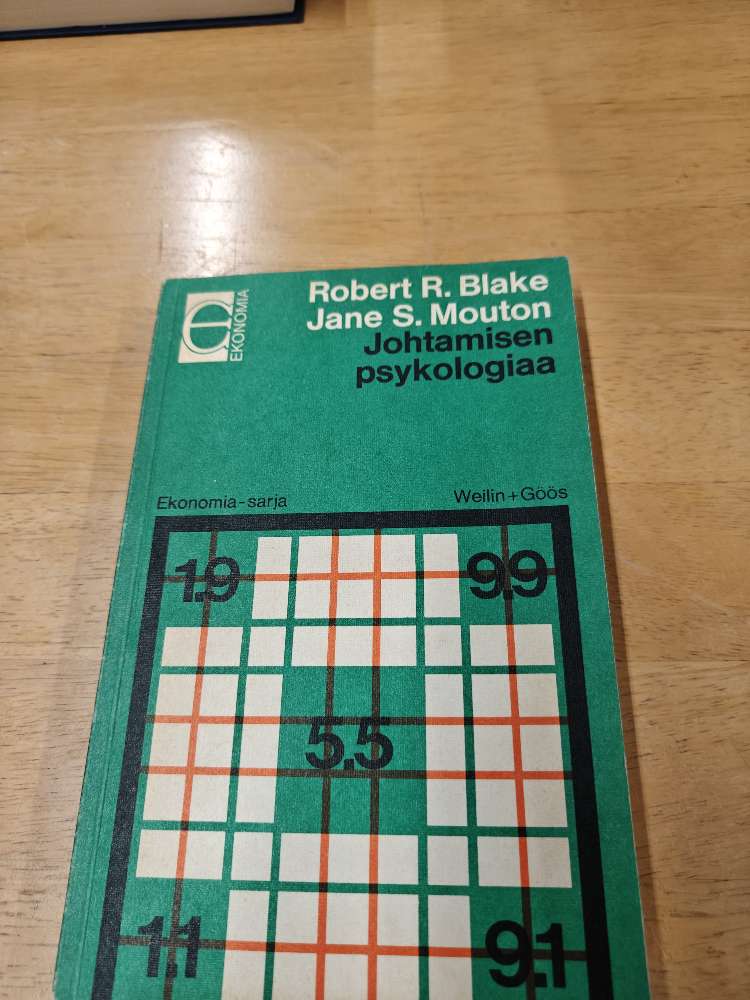 EKONOMIA
Robert R. Blake
Jane S. Mouton
Johtamisen
psykologiaa
Ekonomia-sarja
Weilin+Göös
1.9
9.9
5.5
1.1
9.1